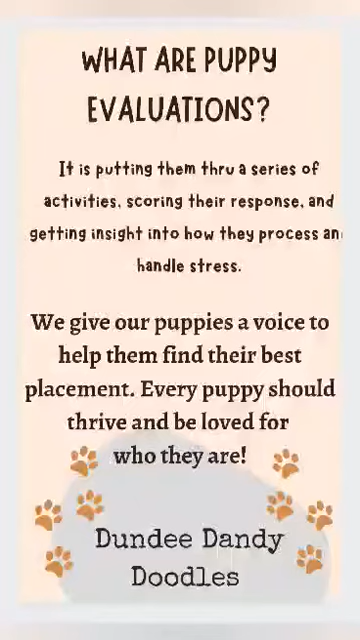 WHAT ARE PUPPY
EVALUATIONS?
It is putting them thru a series of
activities, scoring their response, and
getting insight into how they process an
handle stress.
We give our puppies a voice to
help them find their best
placement. Every puppy should
thrive and be loved for
who they are!
Dundee Dandy
Doodles